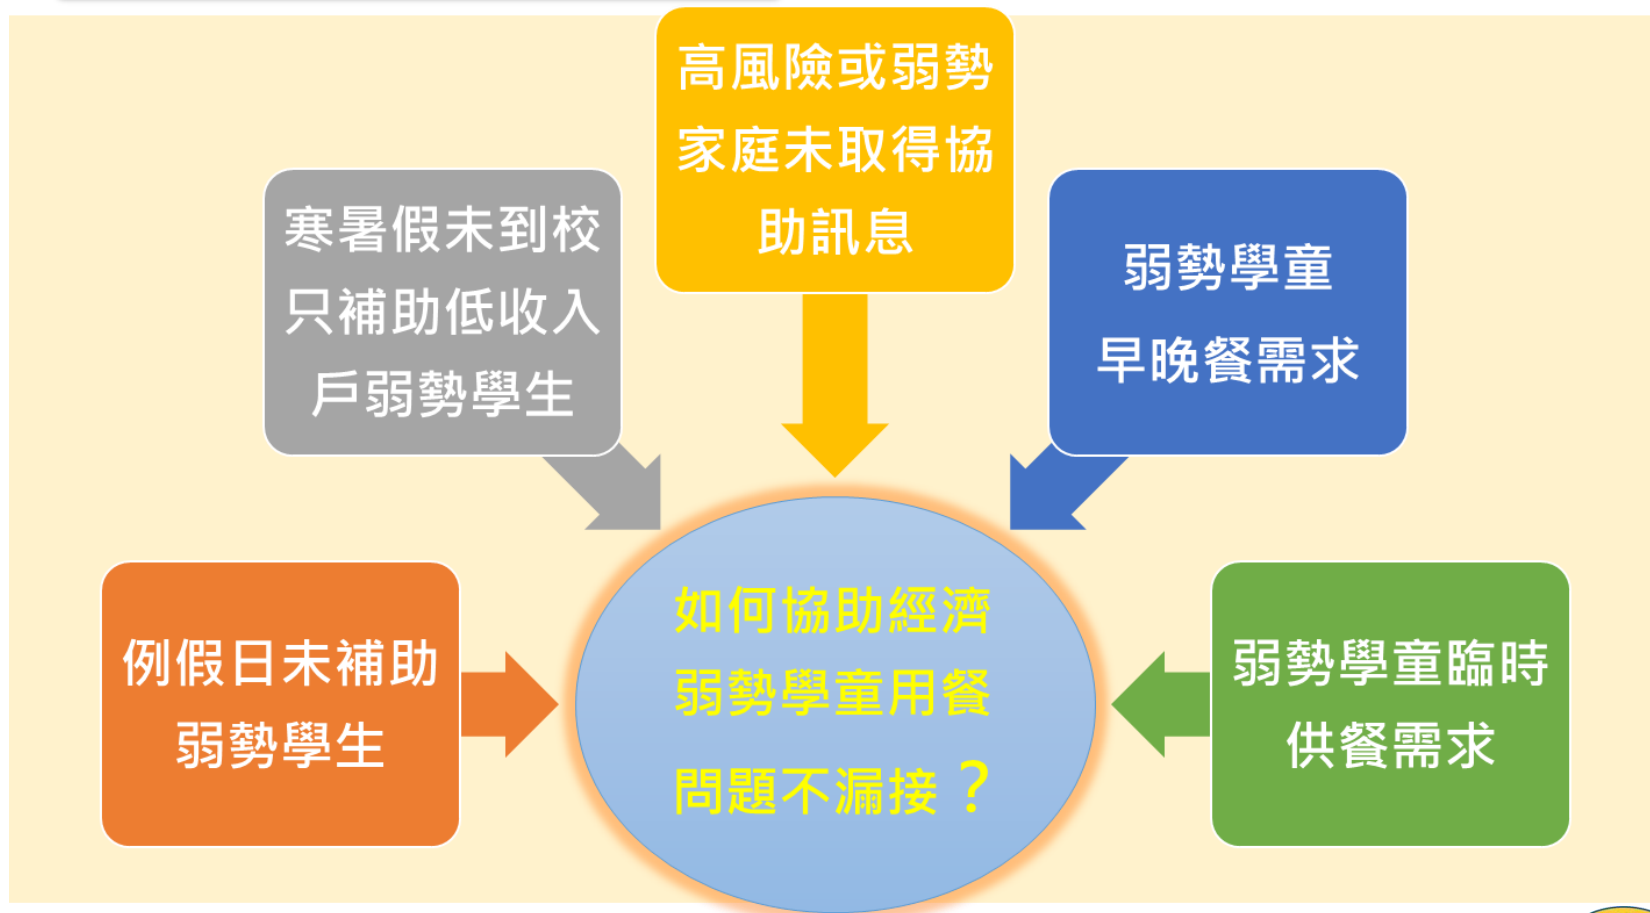 高風險或弱勢
家庭未取得協
助訊息
寒暑假未到校
只補助低收入
戶弱勢學生
弱勢學童
早晚餐需求
例假日未補助
弱勢學生
如何協助經濟
弱勢學童用餐
問題不漏接？
弱勢學童臨時
供餐需求